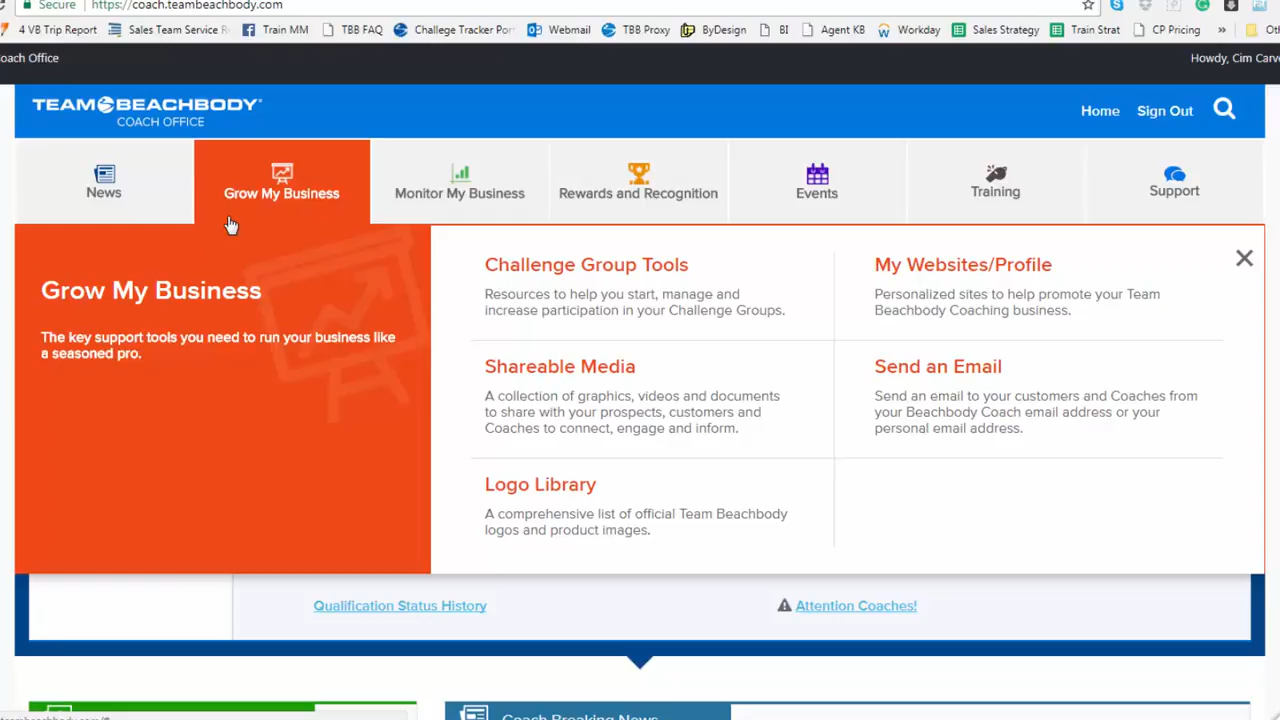 Secure https://coach.teambeachbody.com
4 VB Trip Report Sales Team Service R Train MM TBB FAQ Challege Tracker Por Webmail TBB Proxy ByDesign BI Agent KB Workday Sales Strategy Train Strat CP Pricing » Oth
oach Office Howdy, Cim Carve
TEAM BEACHBODY
COACH OFFICE
Home Sign Out
News
Grow My Business
Monitor My Business
Rewards and Recognition
Events
Training
Support
Grow My Business
The key support tools you need to run your business like
a seasoned pro.
Challenge Group Tools
Resources to help you start, manage and
increase participation in your Challenge Groups.
My Websites/Profile
Personalized sites to help promote your Team
Beachbody Coaching business.
Shareable Media
A collection of graphics, videos and documents
to share with your prospects, customers and
Coaches to connect, engage and inform.
Send an Email
Send an email to your customers and Coaches from
your Beachbody Coach email address or your
personal email address.
Logo Library
A comprehensive list of official Team Beachbody
logos and product images.
Qualification Status History
Attention Coaches!
Coach Breaking News